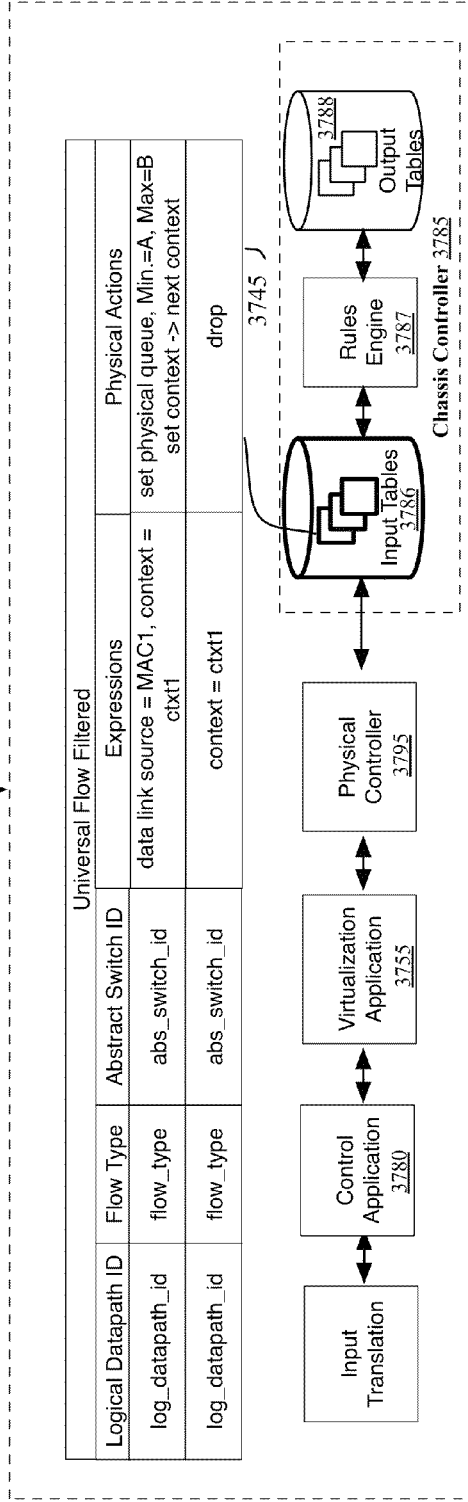 Universal Flow Filtered
Logical Datapath ID
Flow Type
Abstract Switch ID
Expressions
Physical Actions
log_datapath_id
flow_type
abs_switch_id
data link source = MAC1, context =
ctxt1
set physical queue, Min.=A, Max=B
set context -> next context
log_datapath_id
flow_type
abs_switch_id
context = ctxt1
drop
3745
Input
Translation
Control
Application
3780
Virtualization
Application
3755
Physical
Controller
3795
Input Tables
3786
Rules
Engine
3787
3788
Output
Tables
Chassis Controller 3785